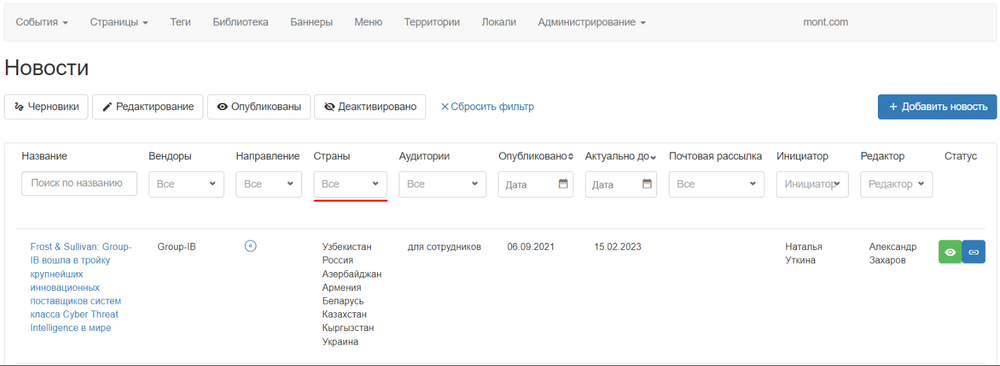 События Страницы Теги Библиотека Баннеры Меню Территории Локали Администрирование mont.com
Новости
Черновики Редактирование Опубликованы Деактивировано Сбросить фильтр + Добавить новость
Название Вендоры Направление Страны Аудитории Опубликовано Актуально до Почтовая рассылка Инициатор Редактор Статус
Поиск по названию Все Все Все Все Дата Дата Все Инициатор Редактор
Frost & Sullivan: Group-
IB вошла в тройку
крупнейших
инновационных
поставщиков систем
класса Cyber Threat
Intelligence в мире
Group-IB
Узбекистан
Россия
Азербайджан
Армения
Беларусь
Казахстан
Кыргызстан
Украина
для сотрудников
06.09.2021
15.02.2023
Наталья
Уткина
Александр
Захаров